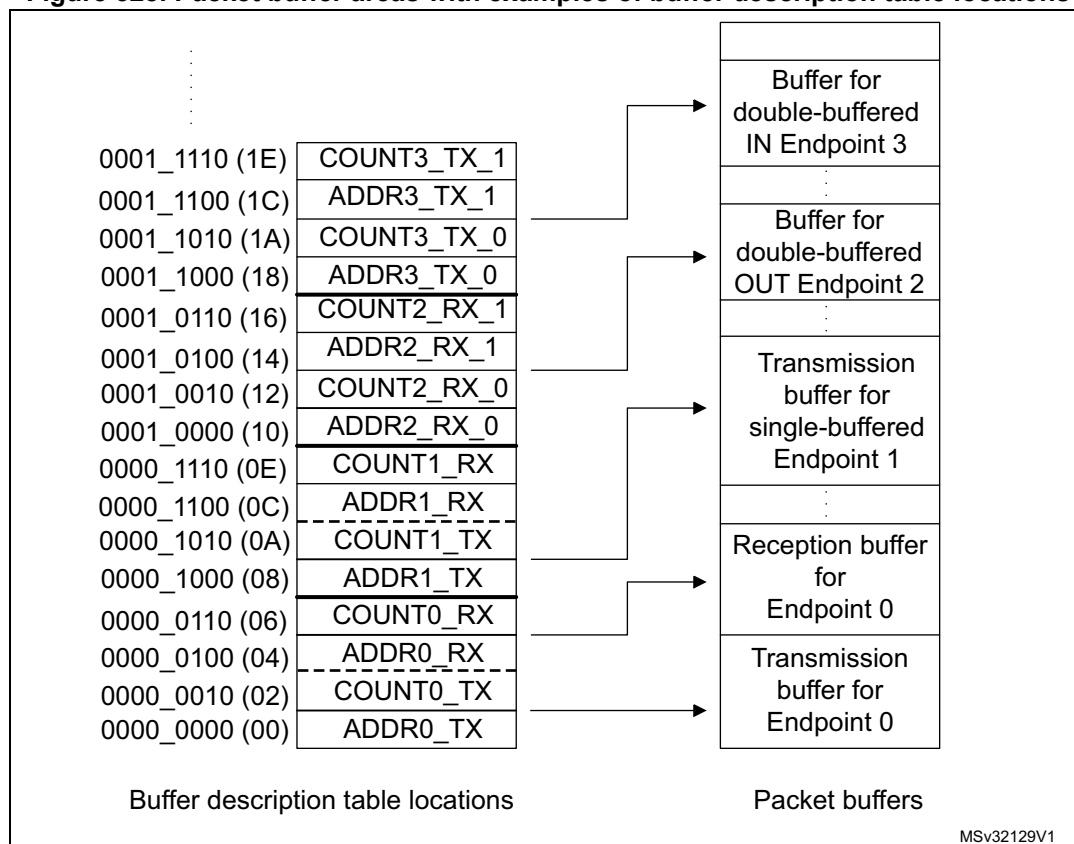 Packet buffer areas with examples of buffer description table locations
0001_1110 (1E) COUNT3_TX_1
0001_1100 (1C) ADDR3_TX_1
0001_1010 (1A) COUNT3_TX_0
0001_1000 (18) ADDR3_TX_0
0001_0110 (16) COUNT2_RX_1
0001_0100 (14) ADDR2_RX_1
0001_0010 (12) COUNT2_RX_0
0001_0000 (10) ADDR2_RX_0
0000_1110 (0E) COUNT1_RX
0000_1100 (0C) ADDR1_RX
0000_1010 (0A) COUNT1_TX
0000_1000 (08) ADDR1_TX
0000_0110 (06) COUNT0_RX
0000_0100 (04) ADDR0_RX
0000_0010 (02) COUNT0_TX
0000_0000 (00) ADDR0_TX
Buffer description table locations
Buffer for
double-buffered
IN Endpoint 3
Buffer for
double-buffered
OUT Endpoint 2
Transmission
buffer for
single-buffered
Endpoint 1
Reception buffer
for
Endpoint 0
Transmission
buffer for
Endpoint 0
Packet buffers
MSv32129V1